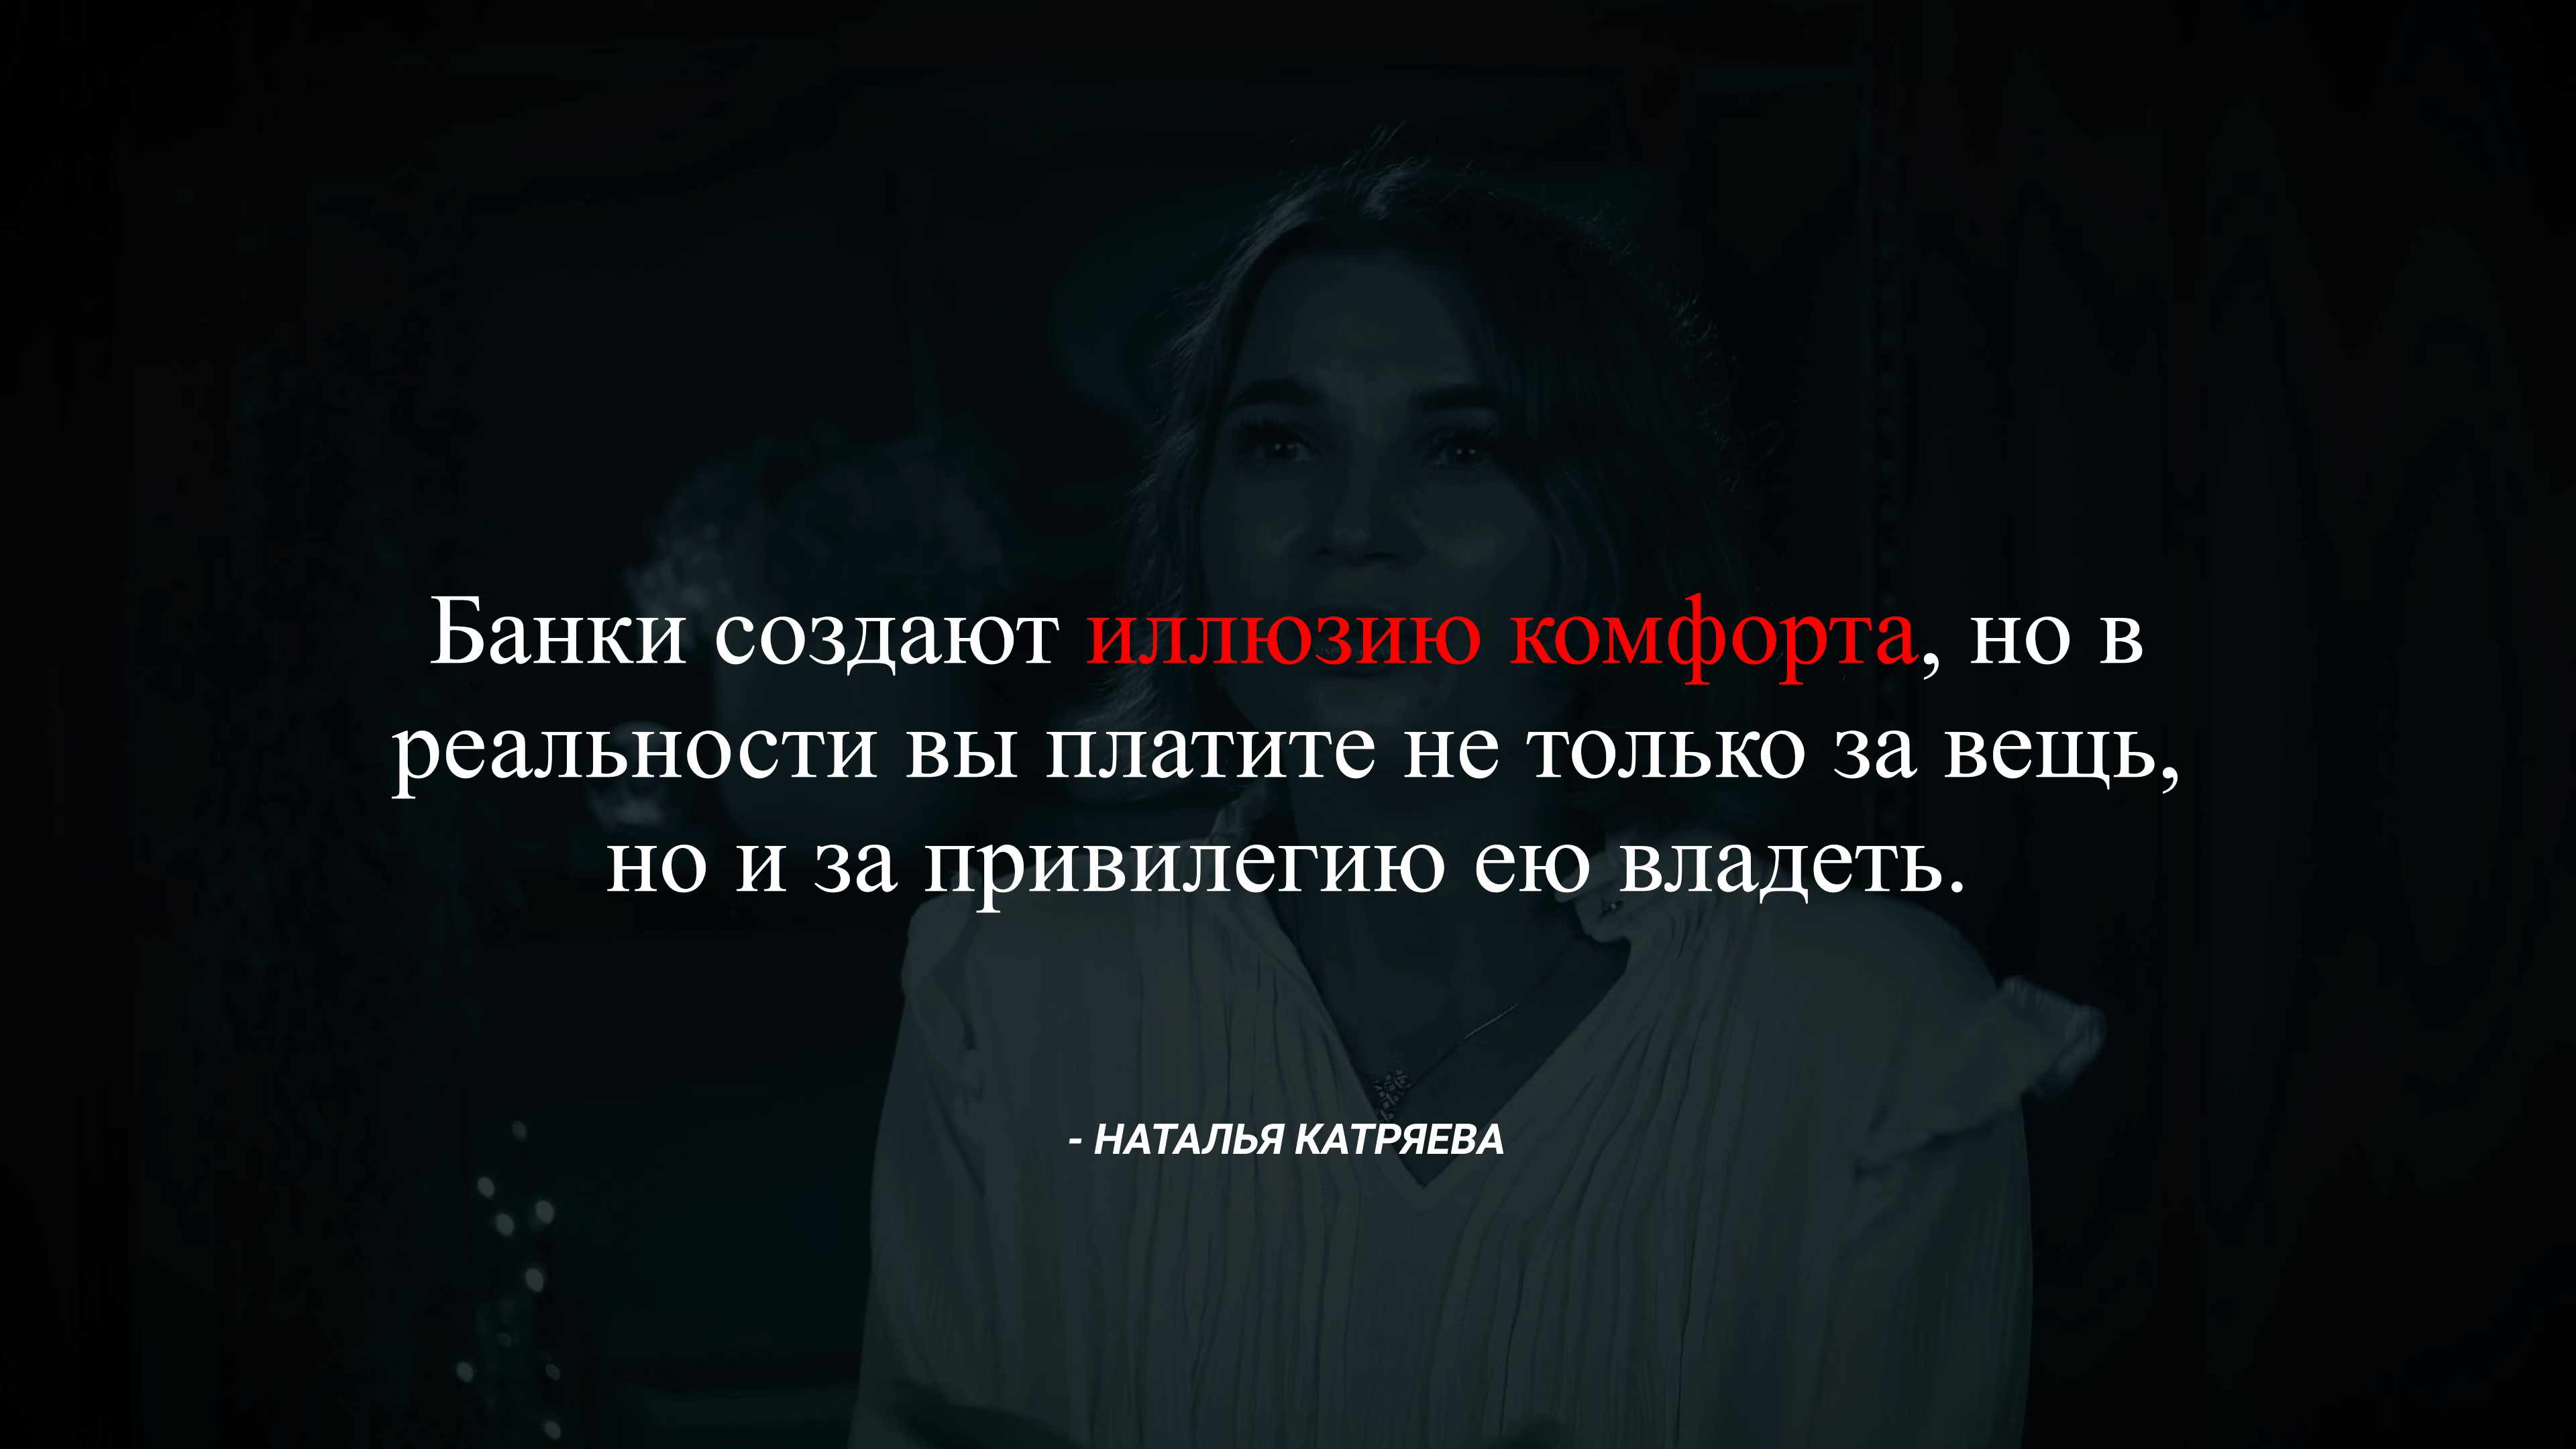 Банки создают иллюзию комфорта, но в
реальности вы платите не только за вещь,
но и за привилегию ею владеть.
- НАТАЛЬЯ КАТРЯЕВА